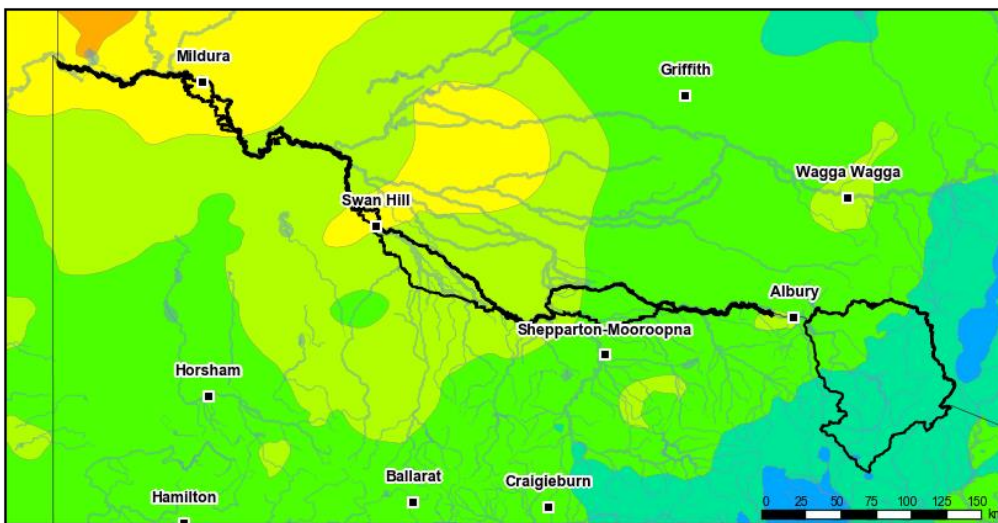 Mildura
Griffith
Wagga Wagga
Swan Hill
Albury
Shepparton-Mooroopna
Horsham
Ballarat
Craigieburn
Hamilton
0 25 50 75 100 125 150
km